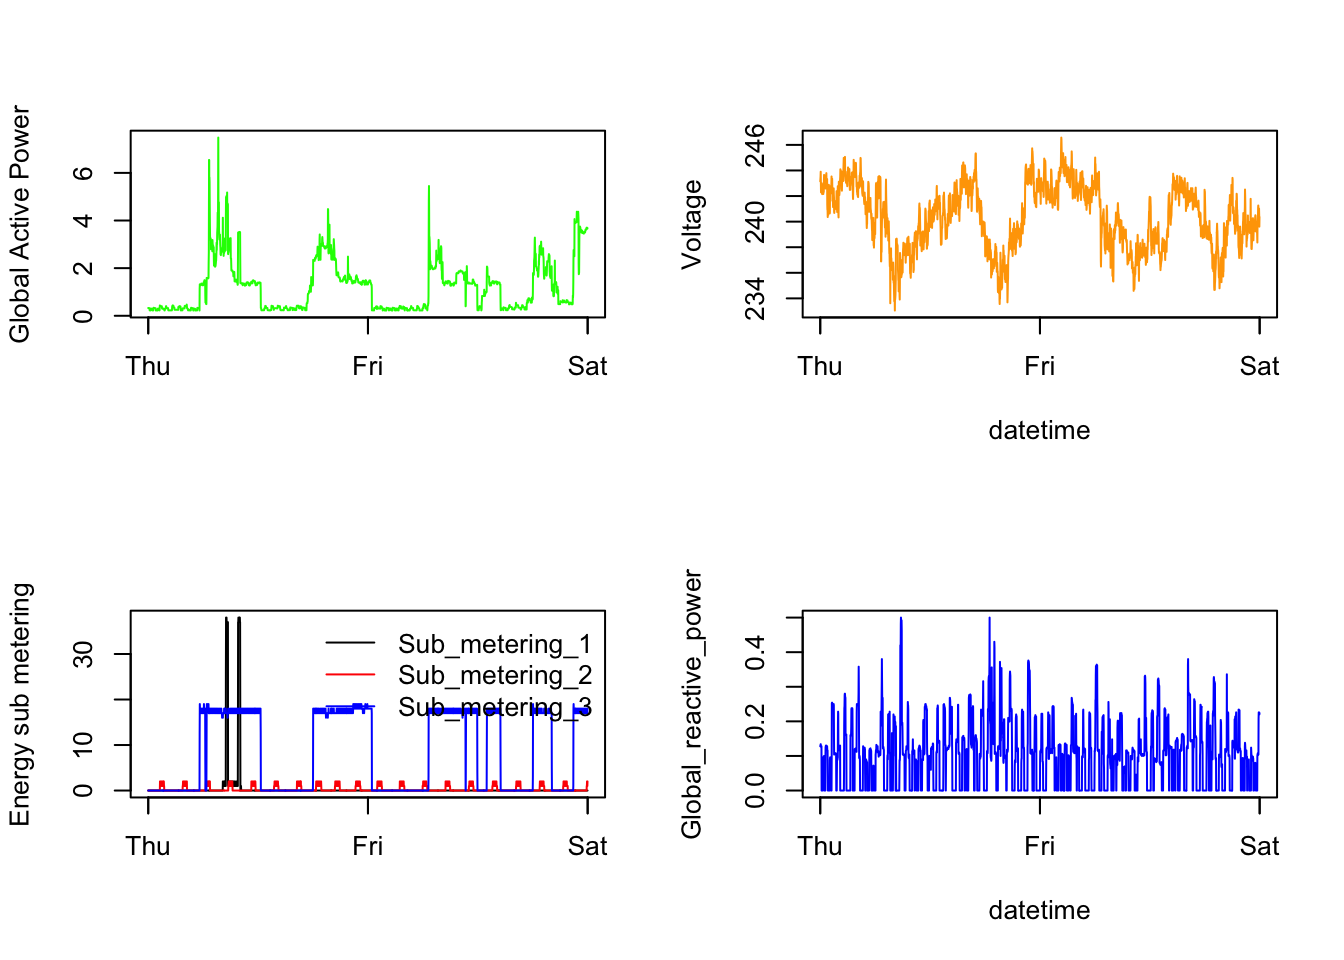 Global Active Power
6
4
2
0
Thu Fri Sat
Voltage
246
240
234
Thu Fri Sat
datetime
Energy sub metering
30
10
0
Sub_metering_1
Sub_metering_2
Sub_metering_3
Thu Fri Sat
Global_reactive_power
0.4
0.2
0.0
Thu Fri Sat
datetime